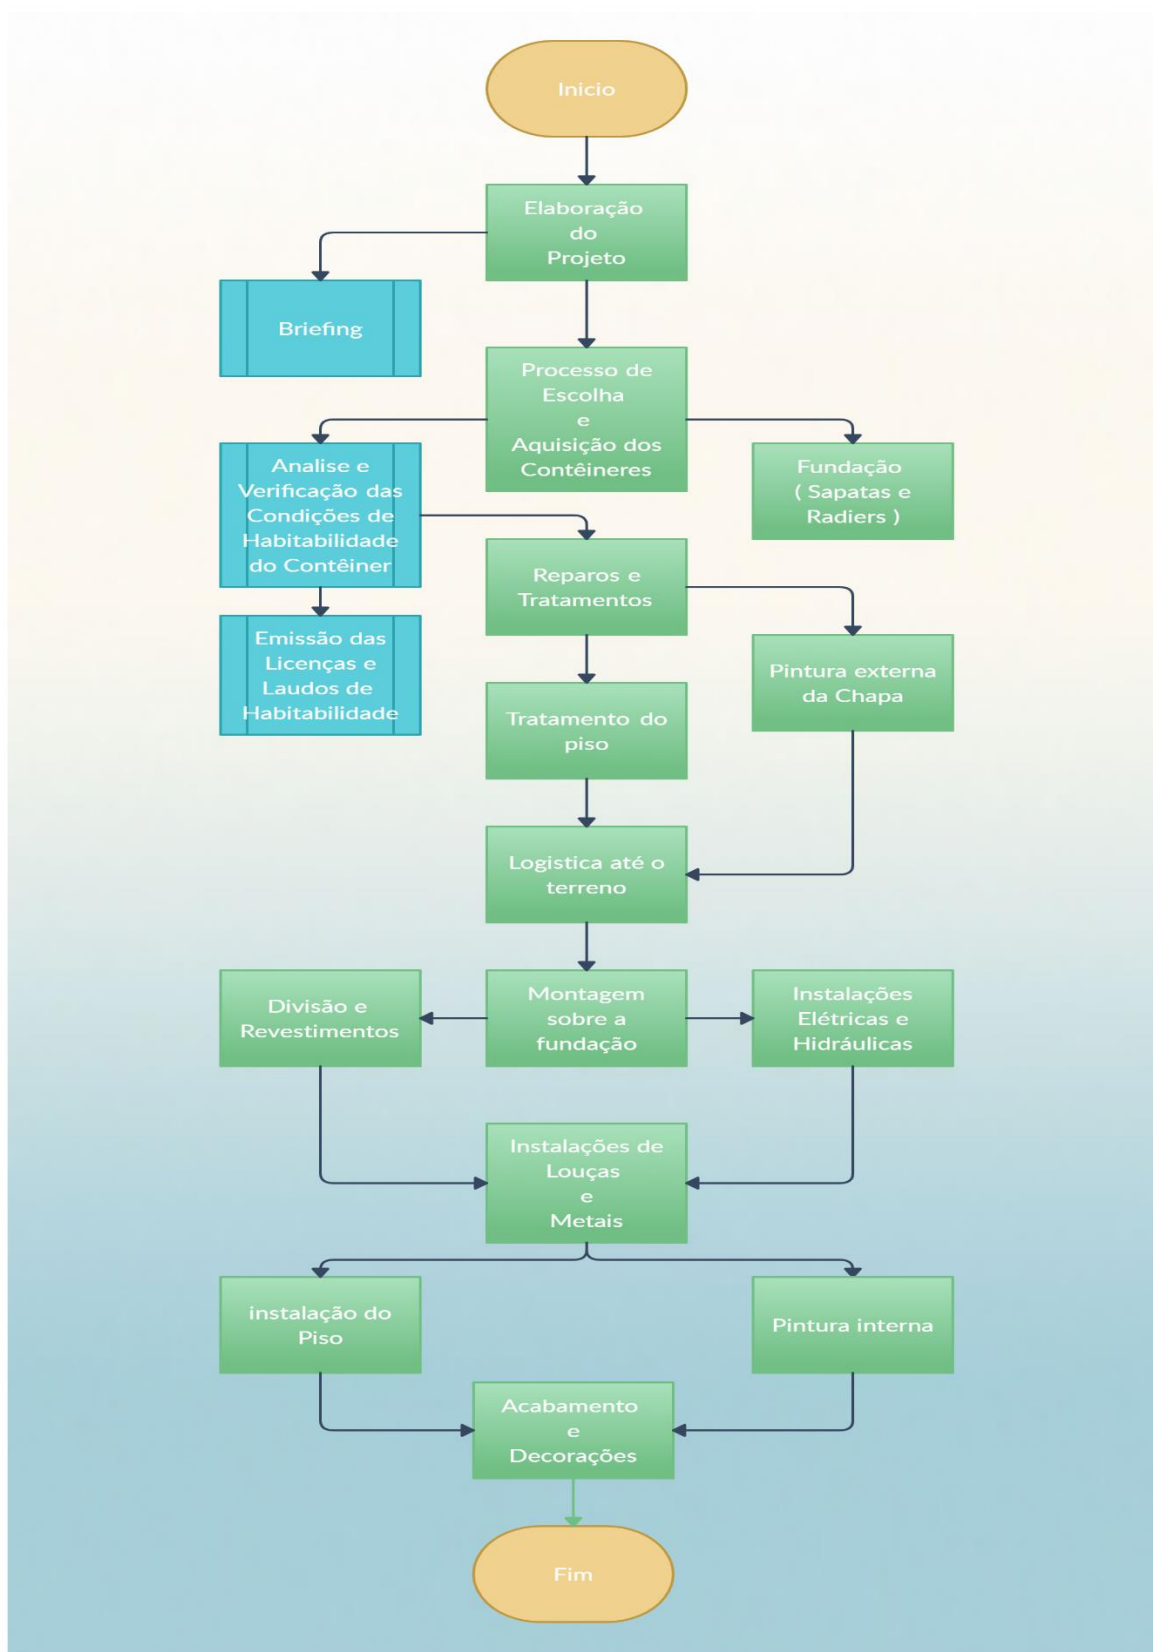 Inicio
Elaboração
do
Projeto
Briefing
Processo de
Escolha
e
Aquisição dos
Contêineres
Analise e
Verificação das
Condições de
Habitabilidade
do Contêiner
Fundação
( Sapatas e
Radiers )
Reparos e
Tratamentos
Emissão das
Licenças e
Laudos de
Habitabilidade
Pintura externa
da Chapa
Tratamento do
piso
Logistica até o
terreno
Divisão e
Revestimentos
Montagem
sobre a
fundação
Instalações
Elétricas e
Hidráulicas
Instalações de
Louças
e
Metais
instalação do
Piso
Pintura interna
Acabamento
e
Decorações
Fim